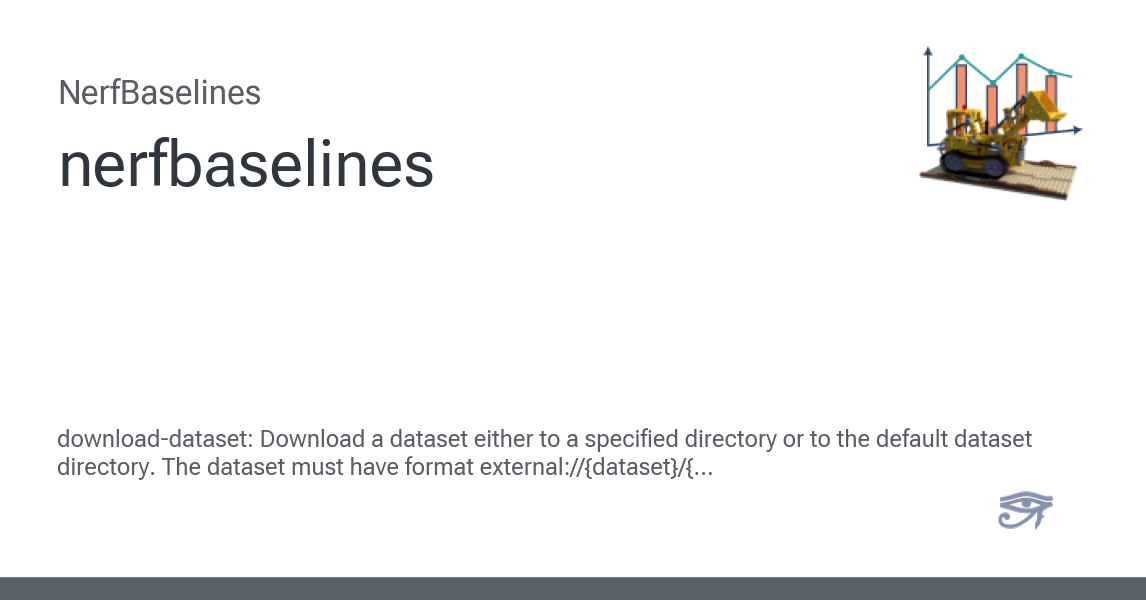 NerfBaselines
nerfbaselines
download-dataset: Download a dataset either to a specified directory or to the default dataset
directory. The dataset must have format external://{dataset}/{...